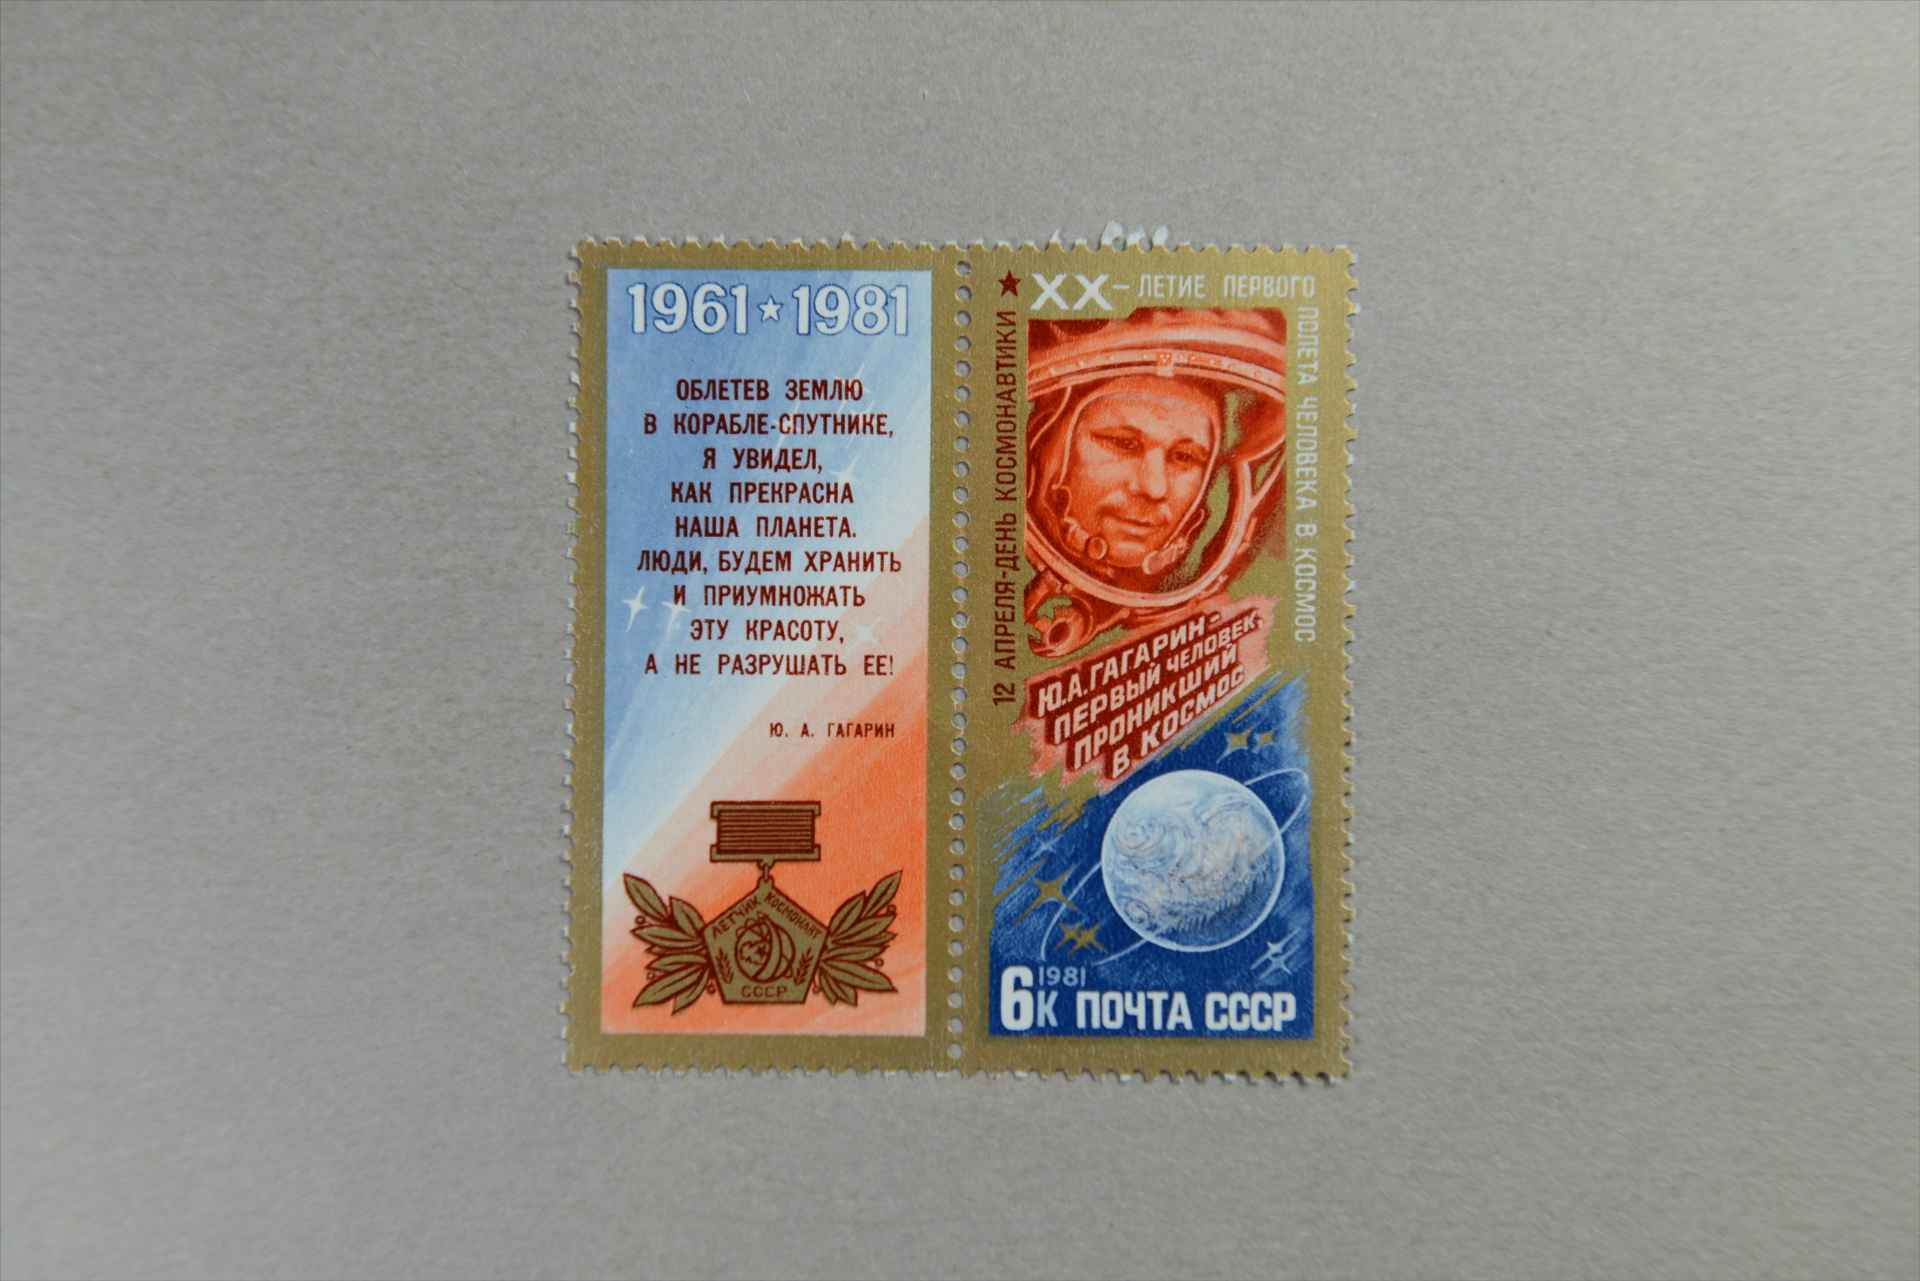 1961 ★ 1981
ОБЛЕТЕВ ЗЕМЛЮ
В КОРАБЛЕ-СПУТНИКЕ,
Я УВИДЕЛ,
КАК ПРЕКРАСНА
НАША ПЛАНЕТА.
ЛЮДИ, БУДЕМ ХРАНИТЬ
И ПРИУМНОЖАТЬ
ЭТУ КРАСОТУ,
А НЕ РАЗРУШАТЬ ЕЕ!
Ю. А. ГАГАРИН
ЛЕТЧИК КОСМОНАВТ
СССР
12 АПРЕЛЯ-ДЕНЬ КОСМОНАВТИКИ ★
XX - ЛЕТИЕ ПЕРВОГО
ПОЛЕТА ЧЕЛОВЕКА В КОСМОС
Ю.А.ГАГАРИН-
ПЕРВЫЙ ЧЕЛОВЕК,
ПРОНИКШИЙ
В КОСМОС
1981
6К ПОЧТА СССР